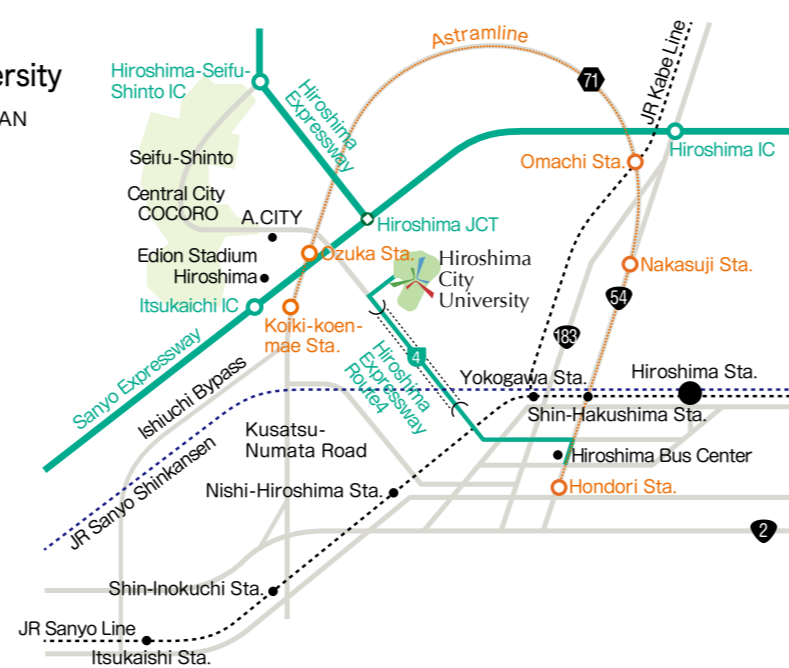 ersity
AN
Astramline
71
JR Kabe Line
Hiroshima-Seifu-
Shinto IC
Hiroshima
Expressway
Hiroshima IC
Omachi Sta.
Seifu-Shinto
Central City
COCORO
A.CITY
Hiroshima JCT
Edion Stadium
Hiroshima
Ozuka Sta.
Hiroshima
City
University
Nakasuji Sta.
54
Itsukaichi IC
Koiki-koen-
mae Sta.
183
Sanyo Expressway
4
Hiroshima
Expressway
Route4
Ishiuchi Bypass
Yokogawa Sta.
Hiroshima Sta.
Shin-Hakushima Sta.
Kusatsu-
Numata Road
JR Sanyo Shinkansen
Hiroshima Bus Center
Nishi-Hiroshima Sta.
Hondori Sta.
2
Shin-Inokuchi Sta.
JR Sanyo Line
Itsukaishi Sta.